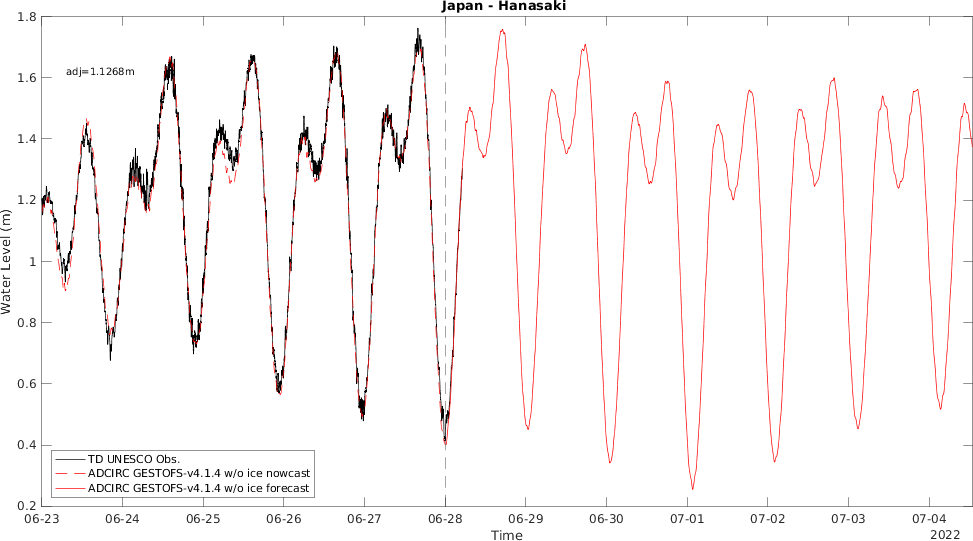 Japan - Hanasaki
1.8
1.6
1.4
1.2
1
0.8
0.6
0.4
0.2
Water Level (m)
adj=1.1268m
TD UNESCO Obs.
ADCIRC GESTOFS-v4.1.4 w/o ice nowcast
ADCIRC GESTOFS-v4.1.4 w/o ice forecast
06-23 06-24 06-25 06-26 06-27 06-28 06-29 06-30 07-01 07-02 07-03 07-04
Time
2022